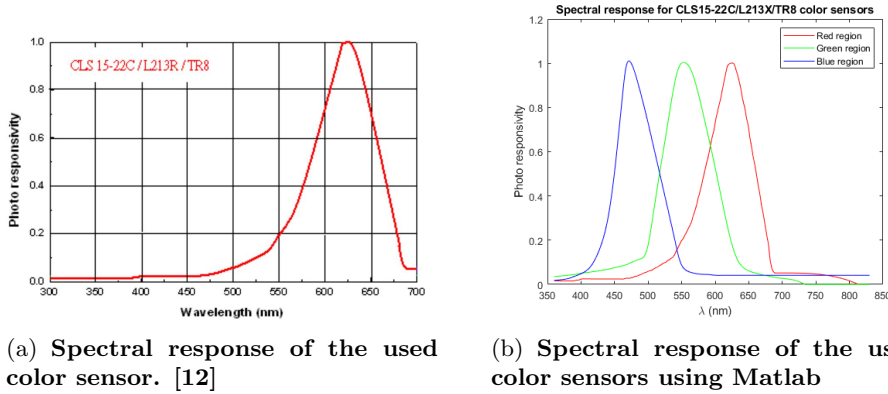 CLS 15-22C/L213R/TR8
Photo responsivity
1.0
0.8
0.6
0.4
0.2
0.0
300 350 400 450 500 550 600 650 700
Wavelength (nm)
(a) Spectral response of the used
color sensor. [12]
Spectral response for CLS15-22C/L213X/TR8 color sensors
Red region
Green region
Blue region
Photo responsivity
1.2
1
0.8
0.6
0.4
0.2
0
350 400 450 500 550 600 650 700 750 800 850
λ (nm)
(b) Spectral response of the us
color sensors using Matlab